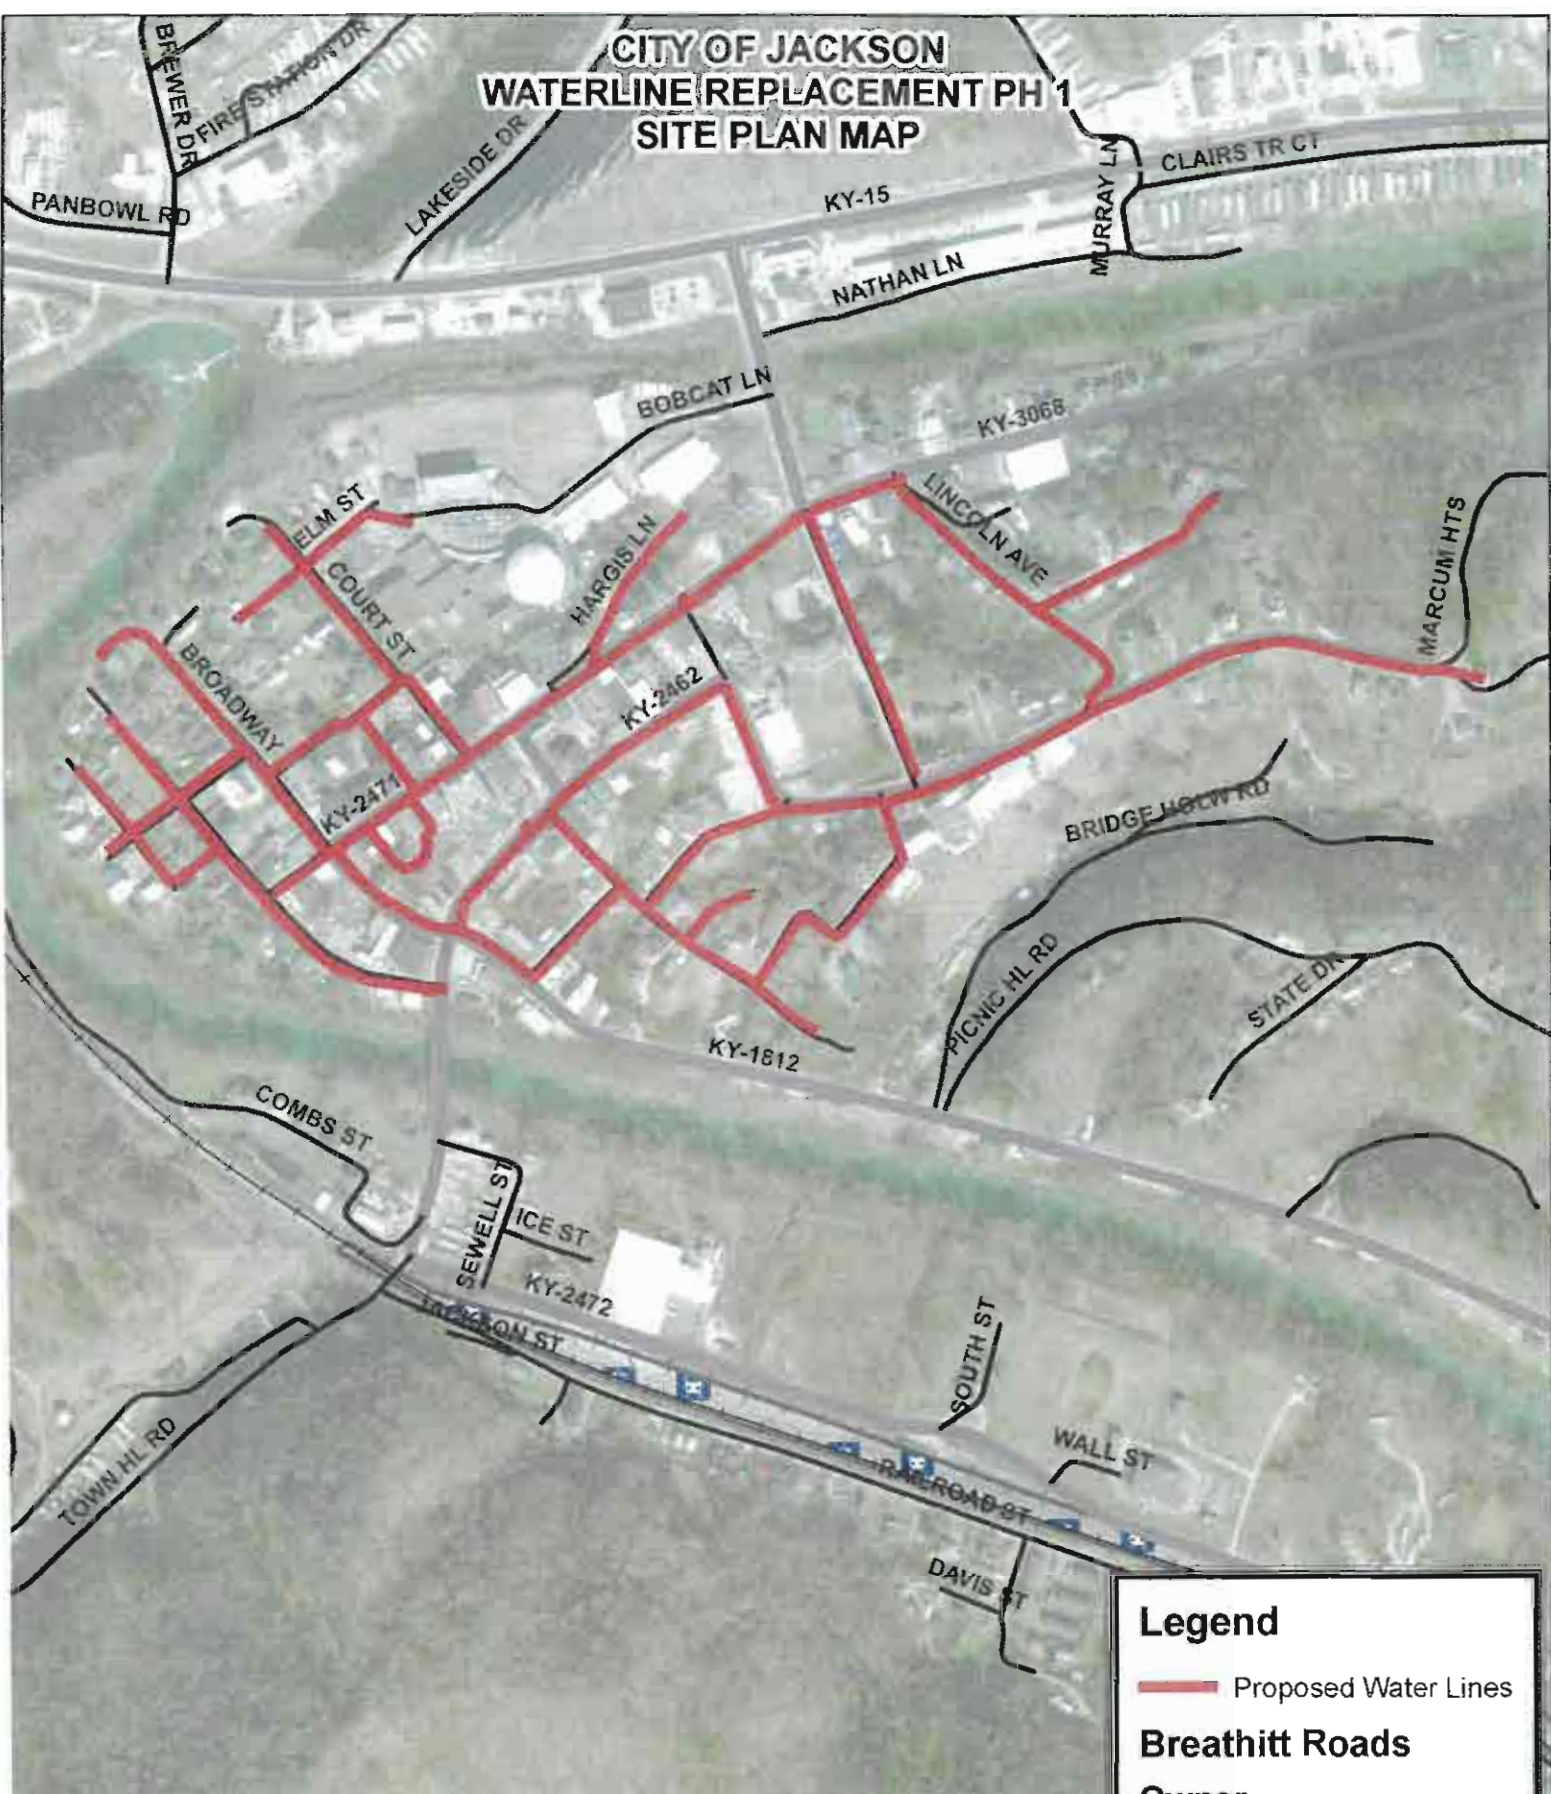 CITY OF JACKSON
WATERLINE REPLACEMENT PH 1
SITE PLAN MAP
BREWER DR
FIRE STATION DR
LAKESIDE DR
PANBOWL RD
KY-15
MURRAY LN
CLAIRS TR CT
NATHAN LN
BOBCAT LN
KY-3068
ELM ST
HARGIS LN
LINCOLN AVE
MARCUM HTS
COURT ST
BROADWAY
KY-2462
KY-2471
BRIDGE HOLW RD
PICNIC HL RD
STATE DR
KY-1812
COMBS ST
SEWELL ST
ICE ST
KY-2472
JACKSON ST
SOUTH ST
WALL ST
RAILROAD ST
TOWN HL RD
DAVIS ST
Legend
Proposed Water Lines
Breathitt Roads